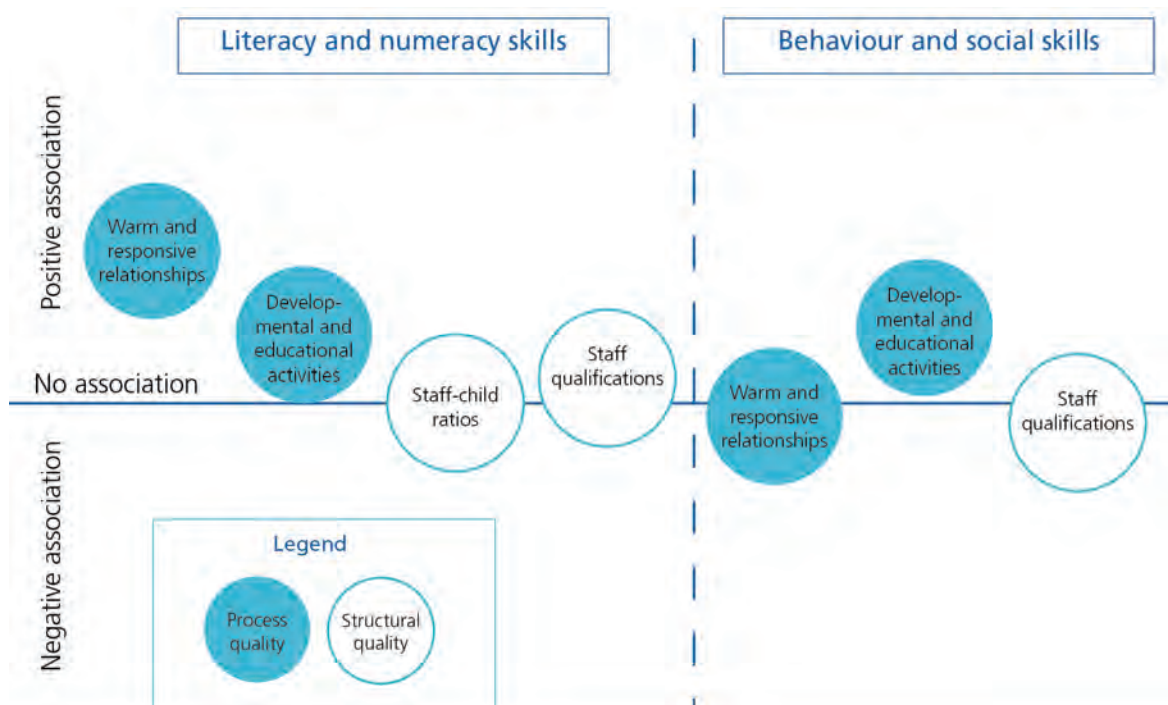 Literacy and numeracy skills
Behaviour and social skills
Positive association
No association
Negative association
Warm and
responsive
relationships
Develop-
mental and
educational
activities
Staff-child
ratios
Staff
qualifications
Warm and
responsive
relationships
Develop-
mental and
educational
activities
Staff
qualifications
Legend
Process
quality
Structural
quality